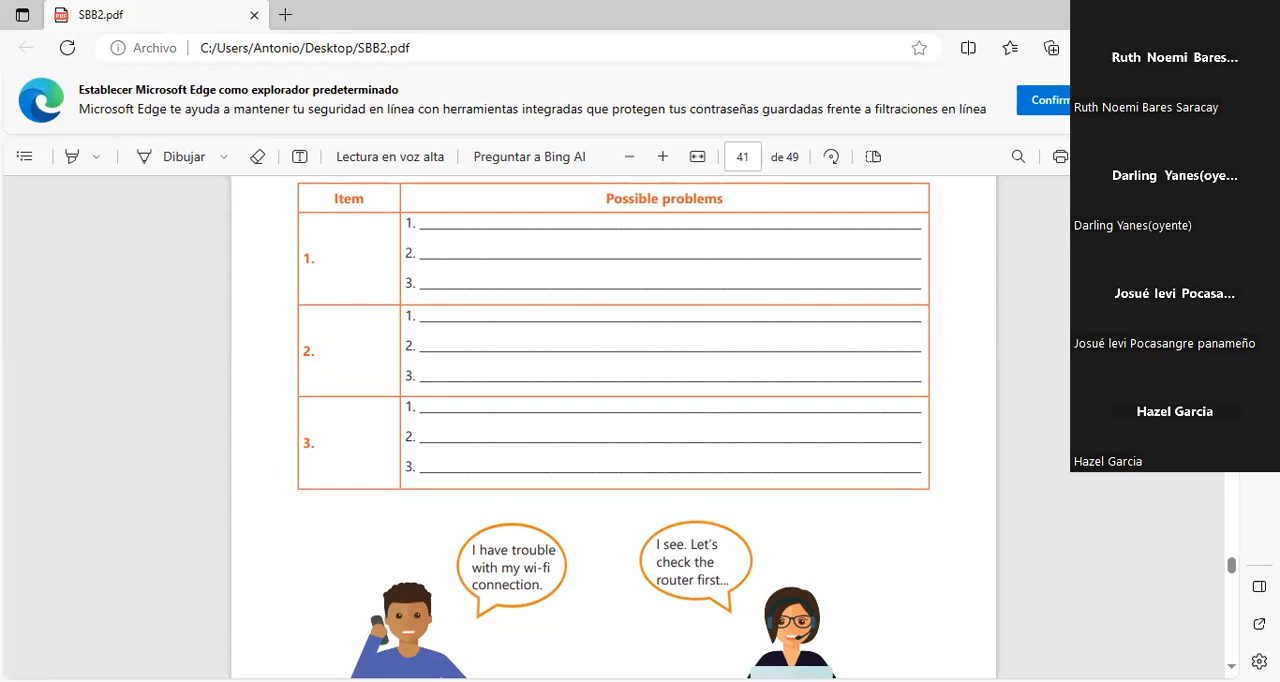 SBB2.pdf
Archivo
C:/Users/Antonio/Desktop/SBB2.pdf
Establecer Microsoft Edge como explorador predeterminado
Microsoft Edge te ayuda a mantener tu seguridad en línea con herramientas integradas que protegen tus contraseñas guardadas frente a filtraciones en línea
Confirm
Dibujar
Lectura en voz alta
Preguntar a Bing AI
41
de 49
Item
Possible problems
1.
1.
2.
3.
2.
1.
2.
3.
3.
1.
2.
3.
I have trouble
with my wi-fi
connection.
I see. Let's
check the
router first...
Ruth Noemi Bares...
Ruth Noemi Bares Saracay
Darling Yanes(oye...
Darling Yanes(oyente)
Josué levi Pocasa...
Josué levi Pocasangre panameño
Hazel Garcia
Hazel Garcia